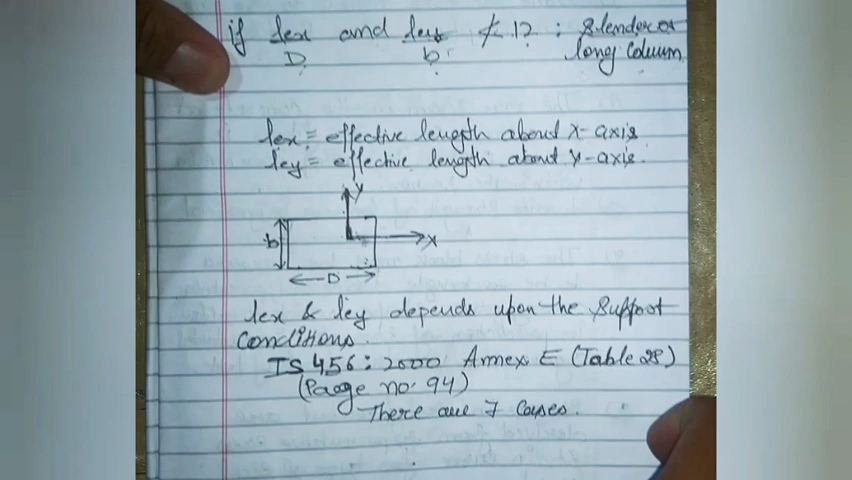 if lex and ley ≮ 12 : slender or
D b long column
lex = effective length about x-axis
ley = effective length about y-axis.
y
b x
D
lex & ley depends upon the support
conditions.
IS 456 : 2000 Annex E (Table 28)
(Page no. 94)
There are 7 cases.